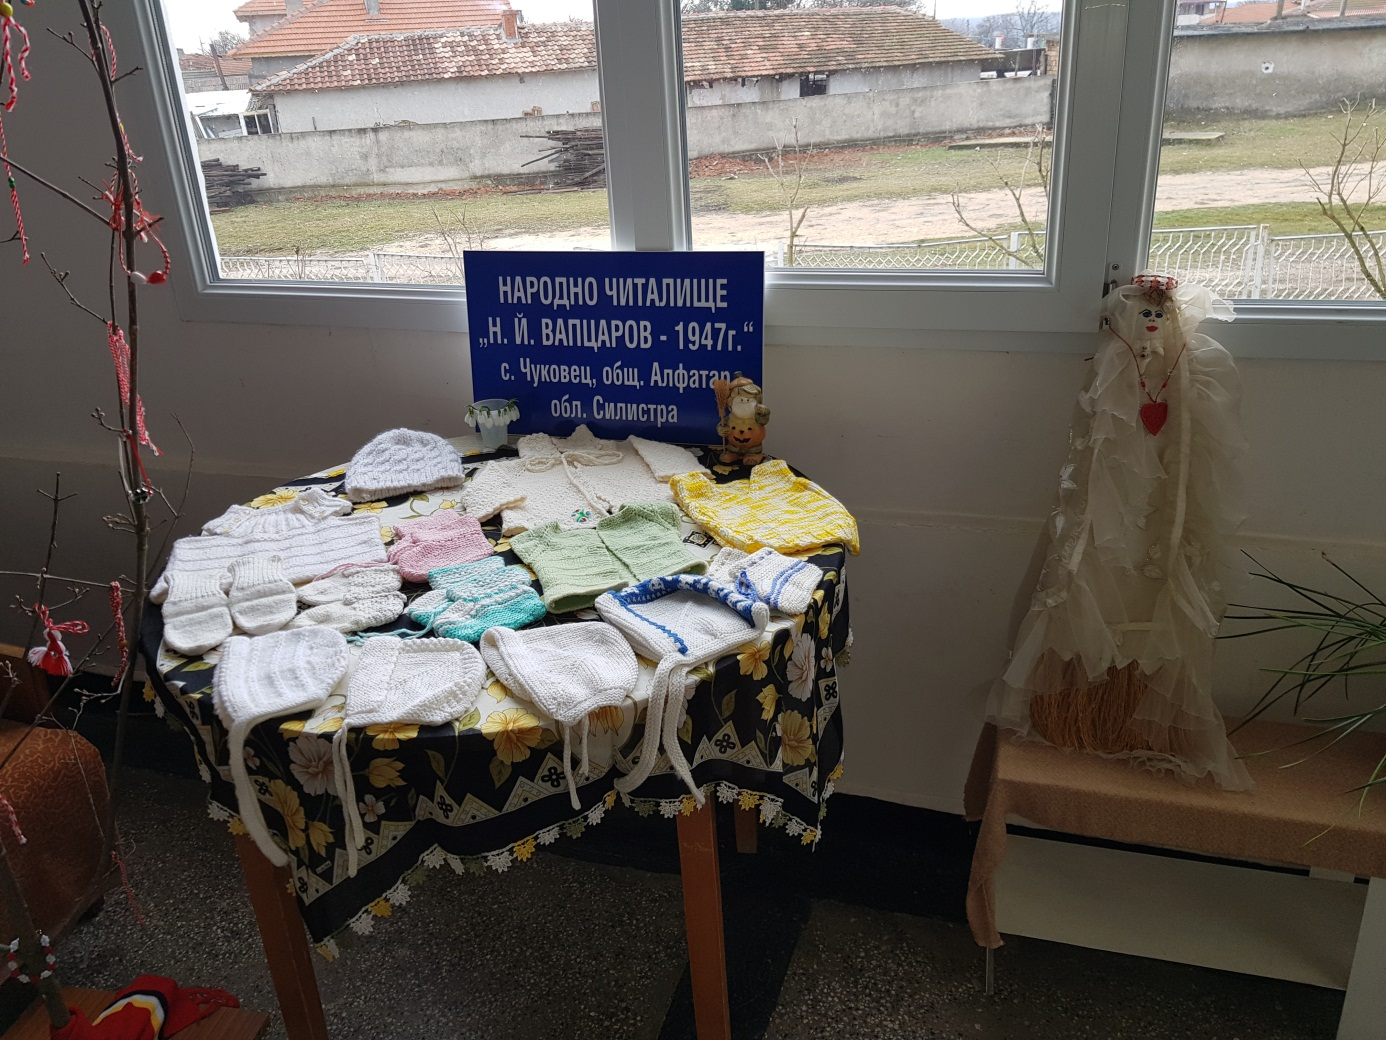 НАРОДНО ЧИТАЛИЩЕ
„Н. Й. ВАПЦАРОВ - 1947г.“
с. Чуковец, общ. Алфатар
обл. Силистра